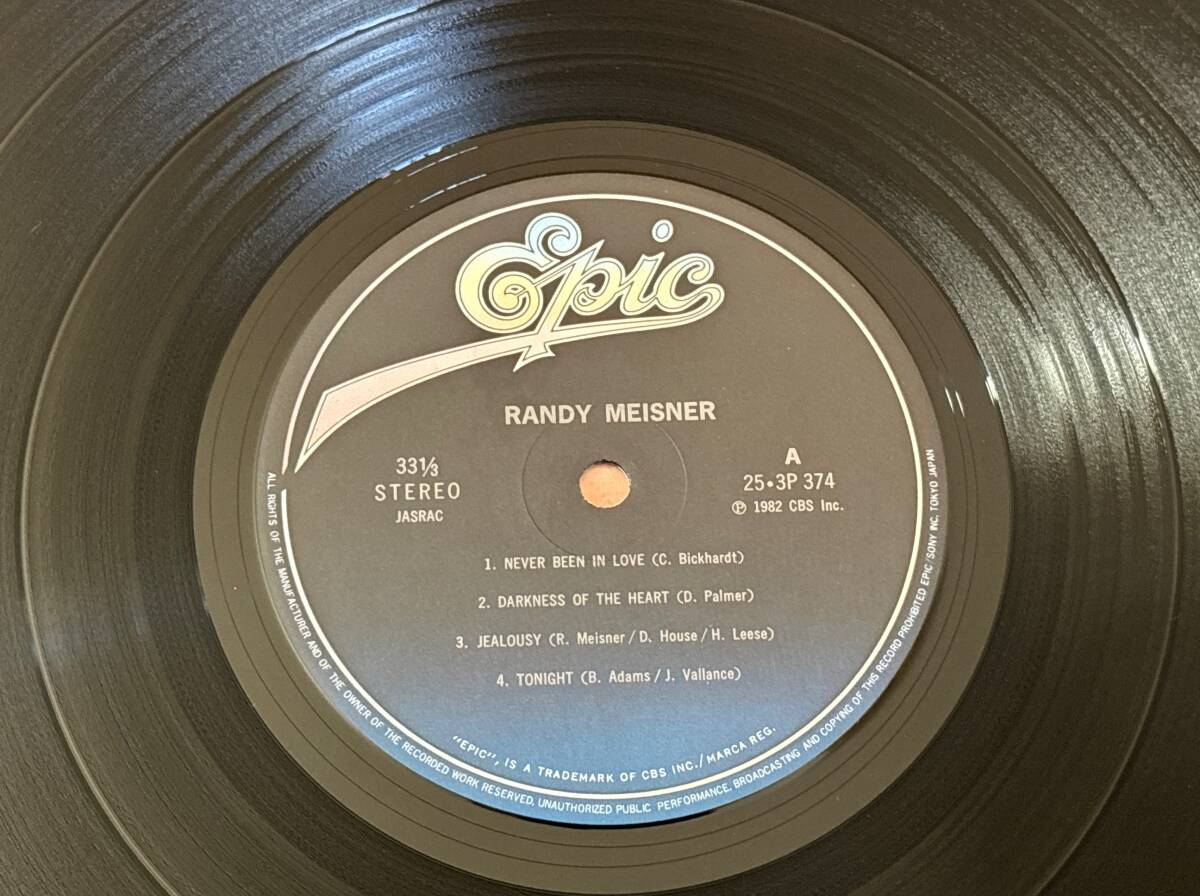 Epic
RANDY MEISNER
33⅓
STEREO
JASRAC
A
25•3P 374
℗ 1982 CBS Inc.
1. NEVER BEEN IN LOVE (C. Bickhardt)
2. DARKNESS OF THE HEART (D. Palmer)
3. JEALOUSY (R. Meisner/D. House/H. Leese)
4. TONIGHT (B. Adams/J. Vallance)
"EPIC", IS A TRADEMARK OF CBS INC./MARCA REG.
ALL RIGHTS OF THE MANUFACTURER AND OF THE OWNER OF THE RECORDED WORK RESERVED. UNAUTHORIZED PUBLIC PERFORMANCE, BROADCASTING AND COPYING OF THIS RECORD PROHIBITED EPIC/SONY INC. TOKYO JAPAN